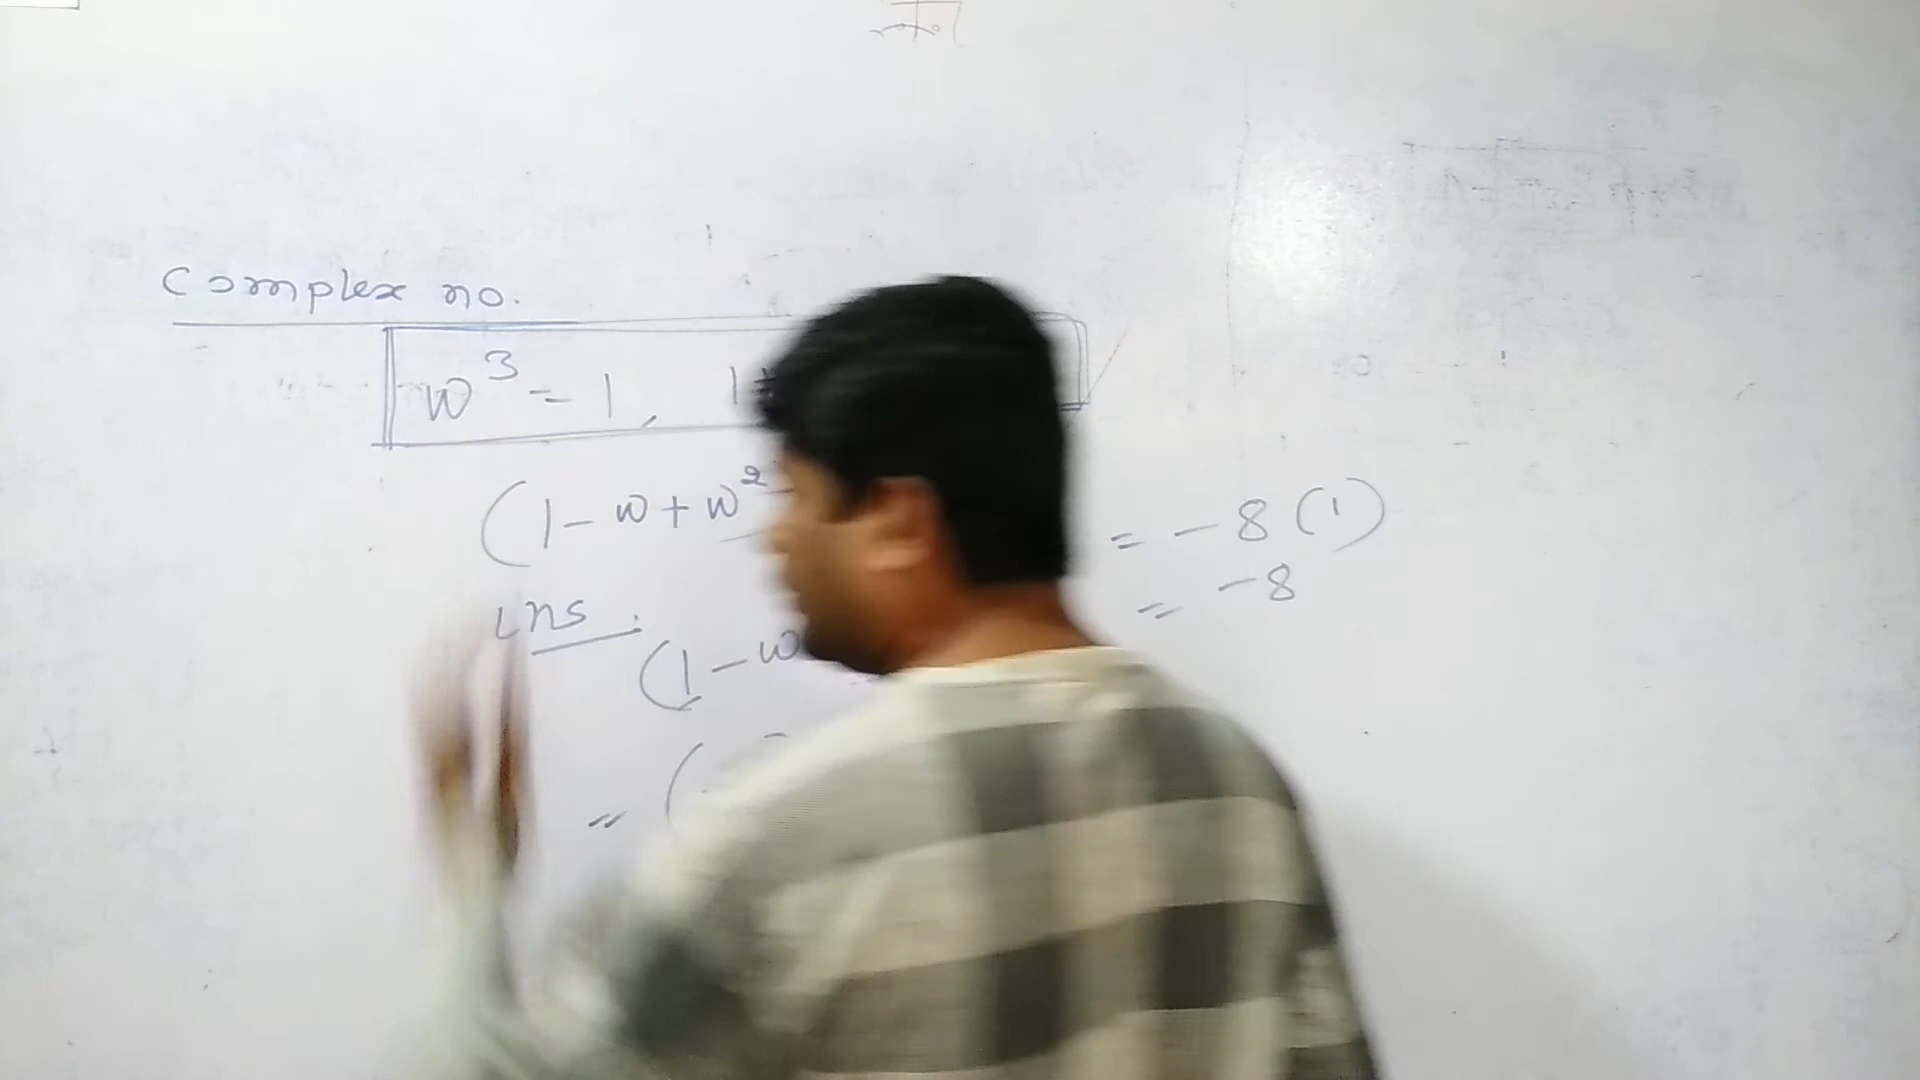 Complex no.
w³ = 1, 1
(1 - w + w² = -8 (1)
= -8
Ans.
(1 - w
= (